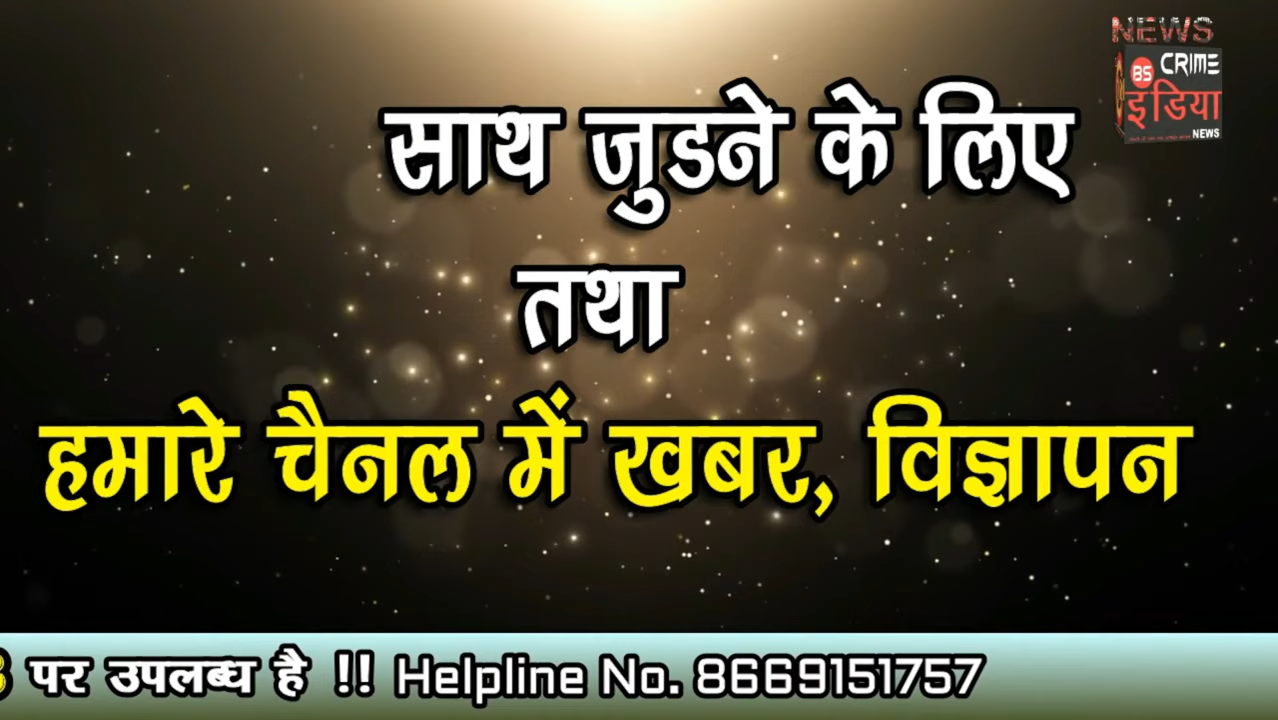 NEWS
BS CRIME
इंडिया
NEWS
साथ जुडने के लिए
तथा
हमारे चैनल में खबर, विज्ञापन
पर उपलब्ध है !! Helpline No. 8669151757